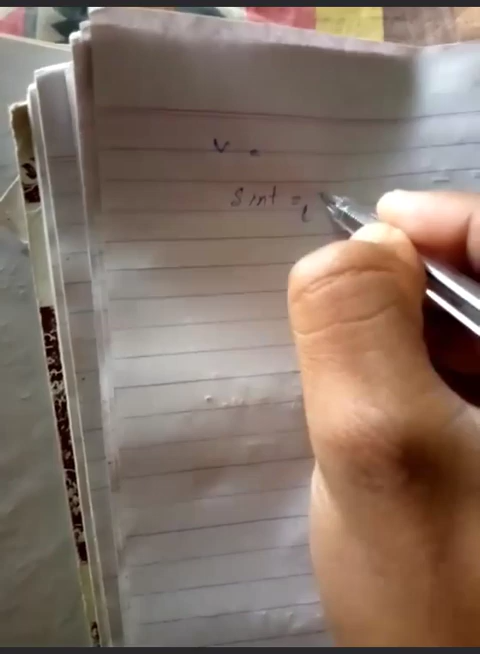 v =
sint =